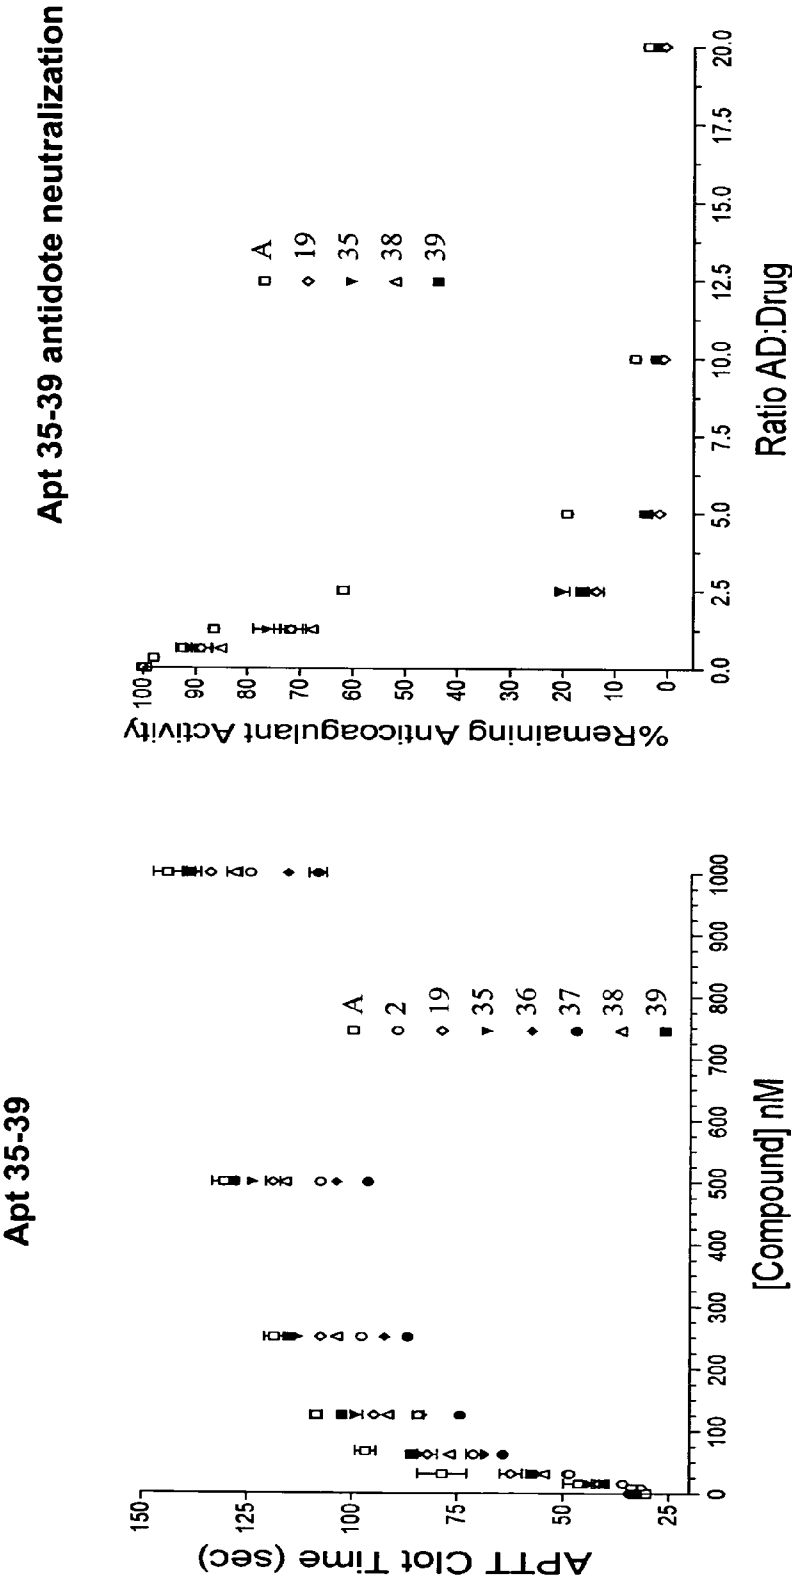 Apt 35-39
APTT Clot Time (sec)
150
125
100
75
50
25
0 100 200 300 400 500 600 700 800 900 1000
[Compound] nM
A
2
19
35
36
37
38
39
Apt 35-39 antidote neutralization
%Remaining Anticoagulant Activity
100
90
80
70
60
50
40
30
20
10
0
0.0 2.5 5.0 7.5 10.0 12.5 15.0 17.5 20.0
Ratio AD:Drug
A
19
35
38
39